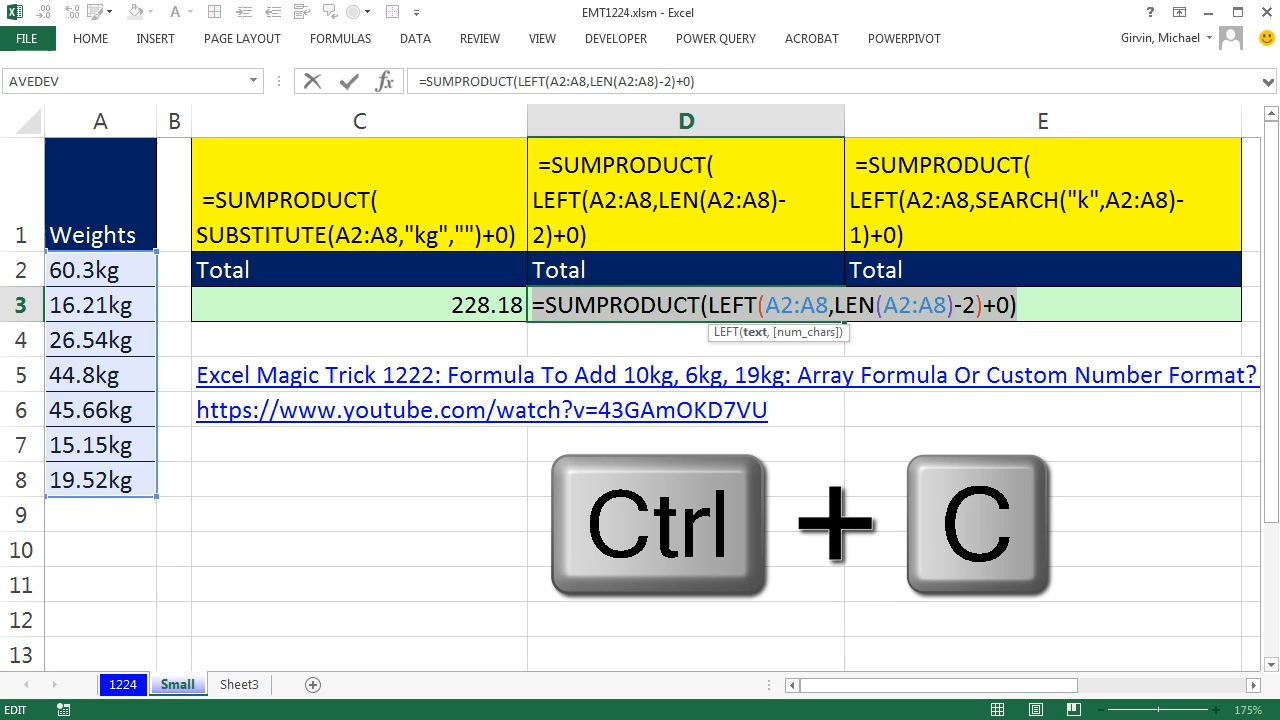 EMT1224.xlsm - Excel
FILE HOME INSERT PAGE LAYOUT FORMULAS DATA REVIEW VIEW DEVELOPER POWER QUERY ACROBAT POWERPIVOT Girvin, Michael
AVEDEV fx =SUMPRODUCT(LEFT(A2:A8,LEN(A2:A8)-2)+0)
A B C D E
1 Weights
=SUMPRODUCT(
SUBSTITUTE(A2:A8,"kg","")+0)
=SUMPRODUCT(
LEFT(A2:A8,LEN(A2:A8)-
2)+0)
=SUMPRODUCT(
LEFT(A2:A8,SEARCH("k",A2:A8)-
1)+0)
2 60.3kg Total Total Total
3 16.21kg 228.18 =SUMPRODUCT(LEFT(A2:A8,LEN(A2:A8)-2)+0)
LEFT(text, [num_chars])
4 26.54kg
5 44.8kg Excel Magic Trick 1222: Formula To Add 10kg, 6kg, 19kg: Array Formula Or Custom Number Format?
6 45.66kg https://www.youtube.com/watch?v=43GAmOKD7VU
7 15.15kg
8 19.52kg
9
Ctrl + C
10
11
12
13
1224 Small Sheet3
EDIT 175%